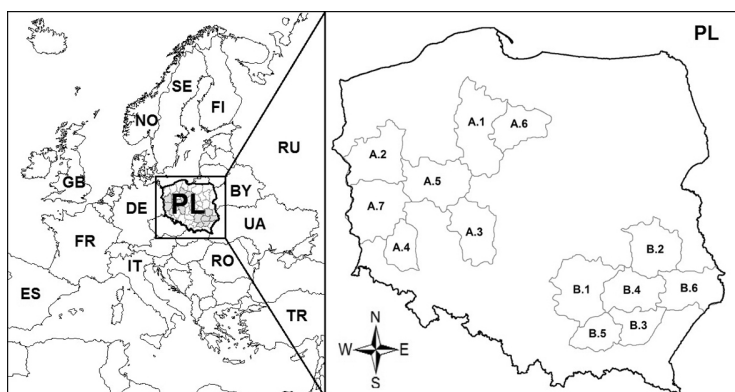 SE
FI
NO
RU
GB
BY
DE
PL
UA
FR
IT
RO
ES
TR
PL
A.1
A.6
A.2
A.5
A.7
A.3
A.4
B.2
B.1
B.4
B.6
B.5
B.3
N
W E
S